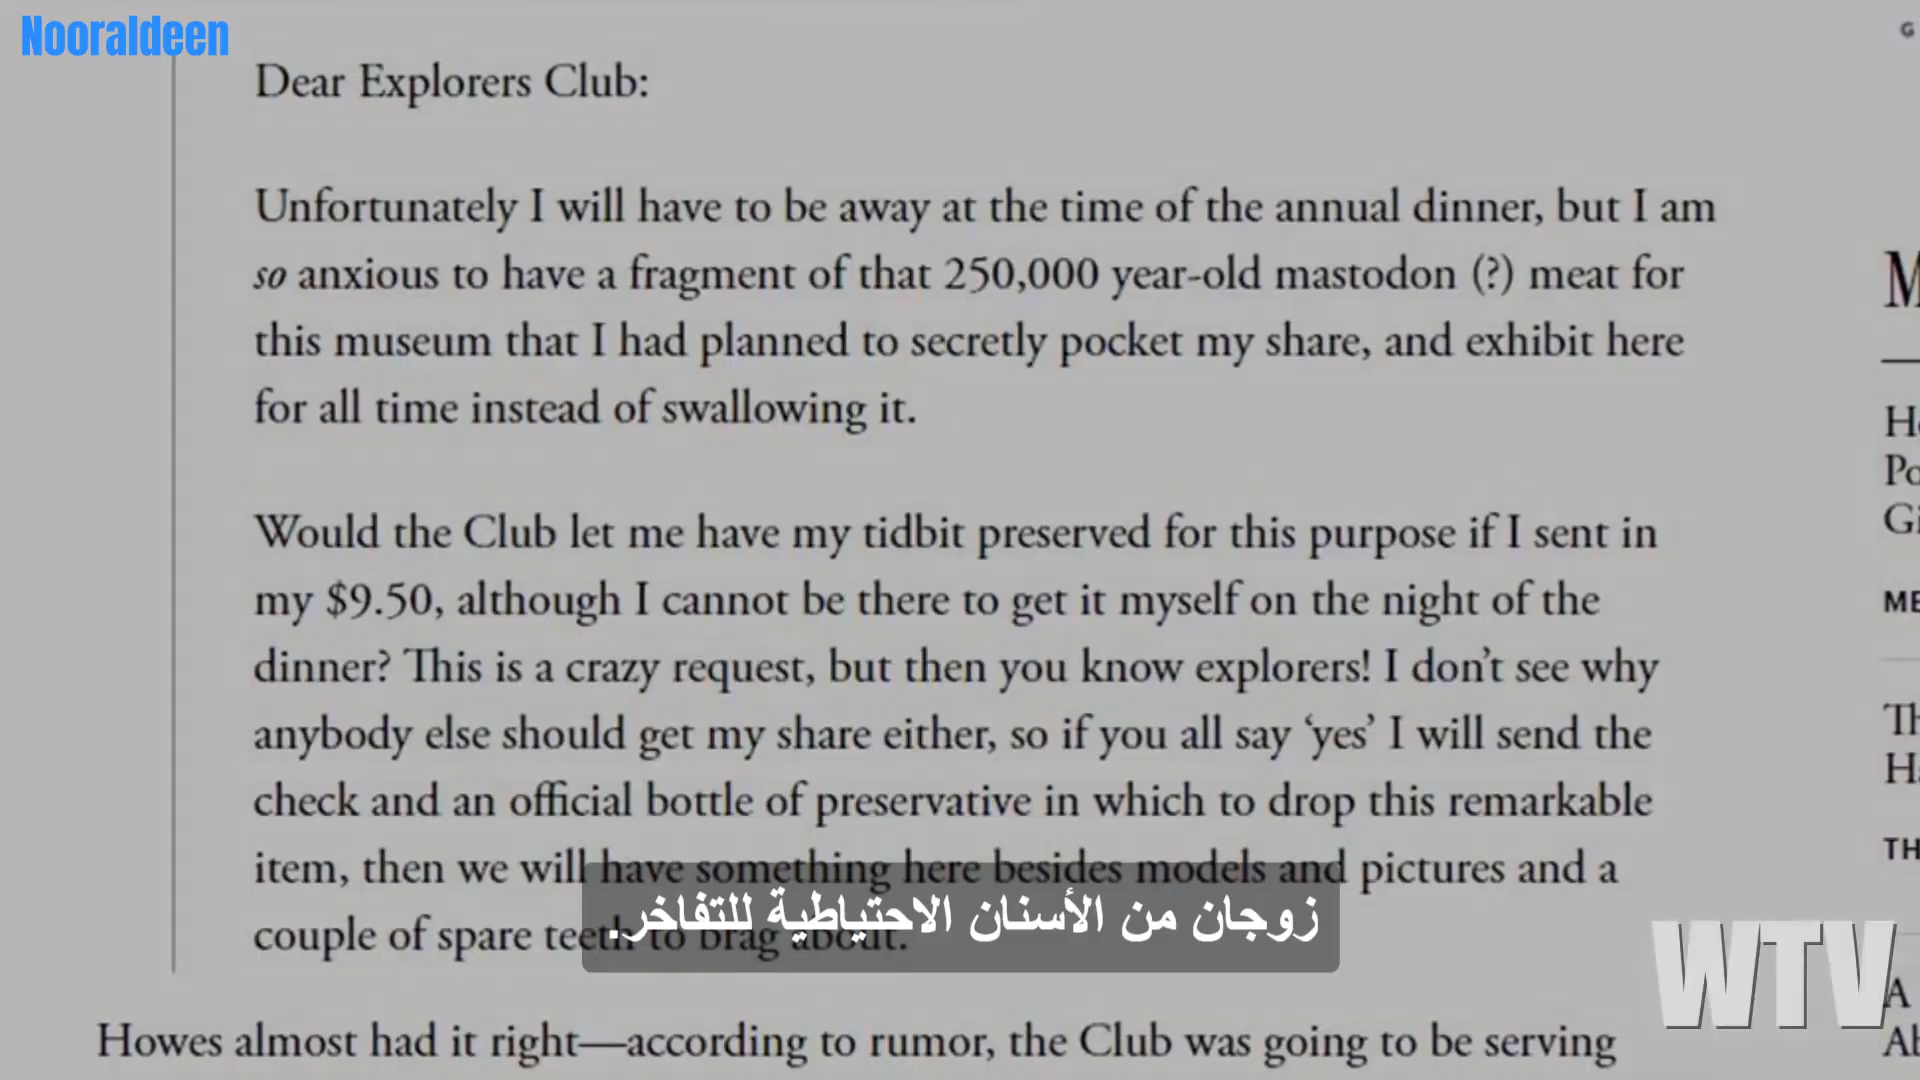 Nooraldeen
Dear Explorers Club:
Unfortunately I will have to be away at the time of the annual dinner, but I am
so anxious to have a fragment of that 250,000 year-old mastodon (?) meat for
this museum that I had planned to secretly pocket my share, and exhibit here
for all time instead of swallowing it.
Would the Club let me have my tidbit preserved for this purpose if I sent in
my $9.50, although I cannot be there to get it myself on the night of the
dinner? This is a crazy request, but then you know explorers! I don’t see why
anybody else should get my share either, so if you all say ‘yes’ I will send the
check and an official bottle of preservative in which to drop this remarkable
item, then we will have something here besides models and pictures and a
couple of spare teeth to brag about.
زوجان من الأسنان الاحتياطية للتفاخر.
Howes almost had it right—according to rumor, the Club was going to be serving
WTV